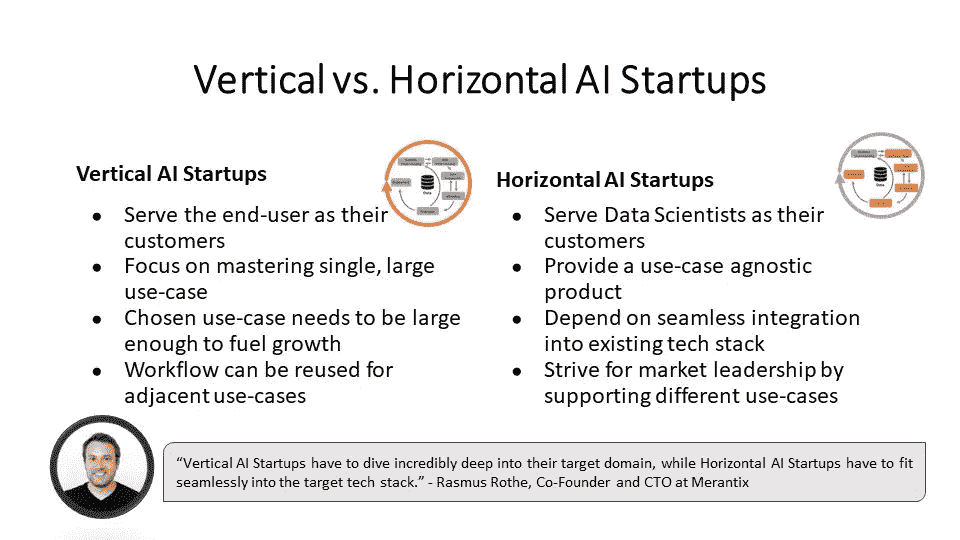 Vertical vs. Horizontal AI Startups
Vertical AI Startups
● Serve the end-user as their
customers
● Focus on mastering single, large
use-case
● Chosen use-case needs to be large
enough to fuel growth
● Workflow can be reused for
adjacent use-cases
Data
Horizontal AI Startups
● Serve Data Scientists as their
customers
● Provide a use-case agnostic
product
● Depend on seamless integration
into existing tech stack
● Strive for market leadership by
supporting different use-cases
Data
“Vertical AI Startups have to dive incredibly deep into their target domain, while Horizontal AI Startups have to fit
seamlessly into the target tech stack.” - Rasmus Rothe, Co-Founder and CTO at Merantix